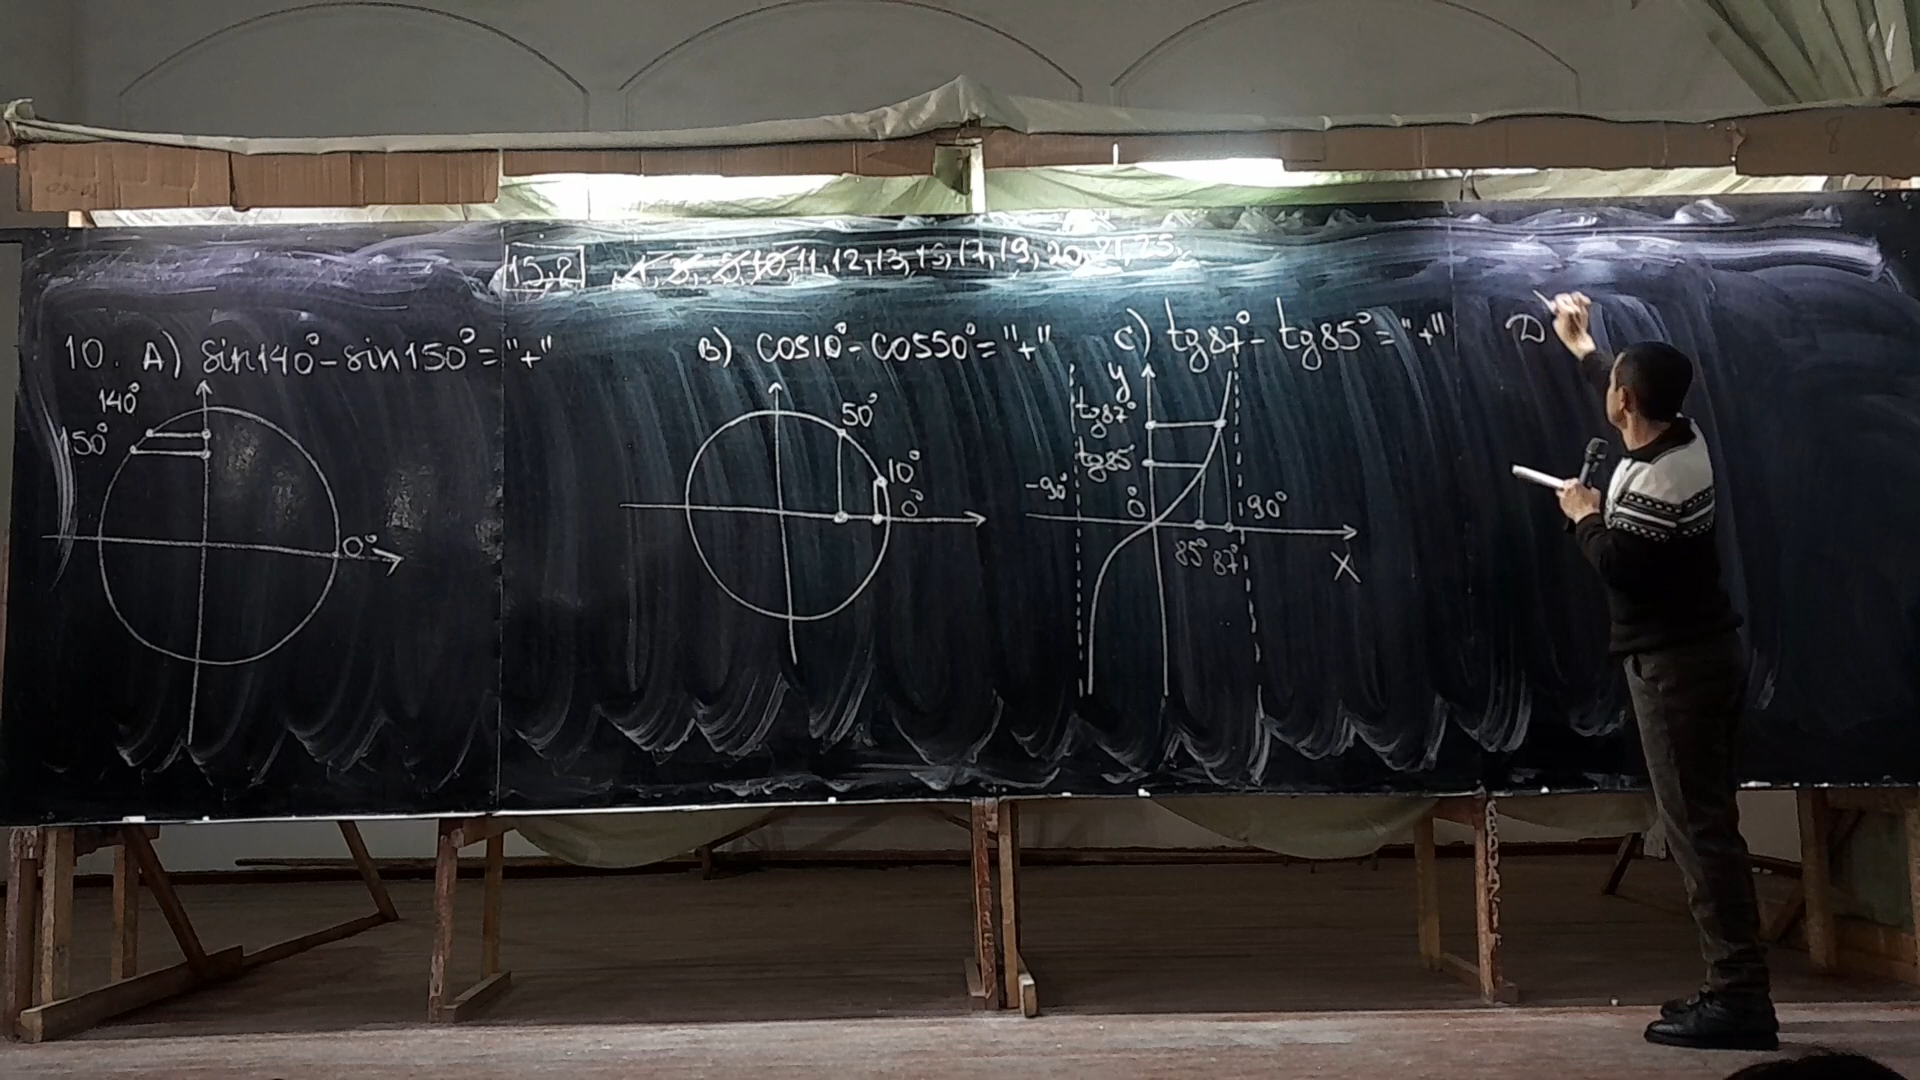 15,2 1, 3, 5, 10, 11, 12, 13, 15, 17, 19, 20, 21, 25,
10. A) sin140° - sin150° = "+"
140°
150°
0°
B) cos10° - cos50° = "+"
50°
10°
0°
C) tg87° - tg85° = "+"
y
tg87°
tg85°
-90°
0°
90°
85° 87°
X
D